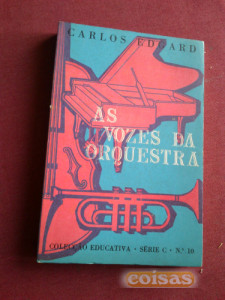 CARLOS EDUARD
AS
VOZES DA
ORQUESTRA
COLECÇÃO EDUCATIVA · SÉRIE C · N.º 10
coisas